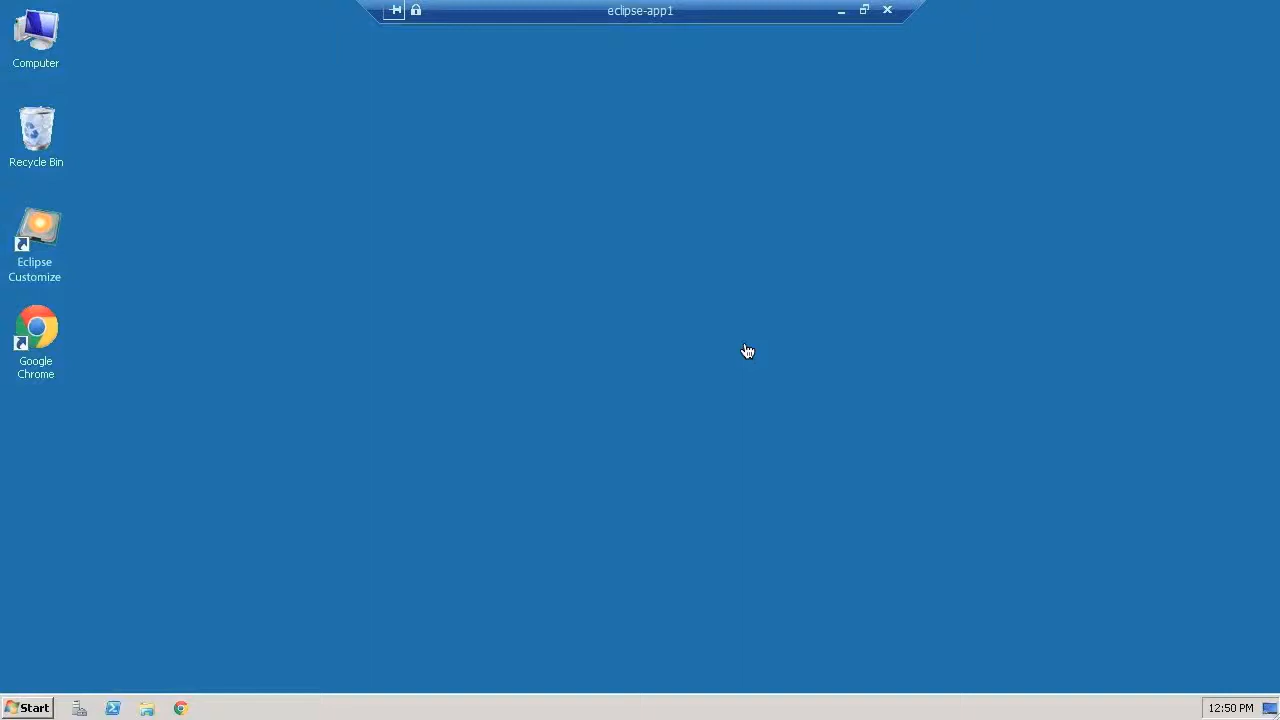 eclipse-app1
Computer
Recycle Bin
Eclipse
Customize
Google
Chrome
Start
12:50 PM